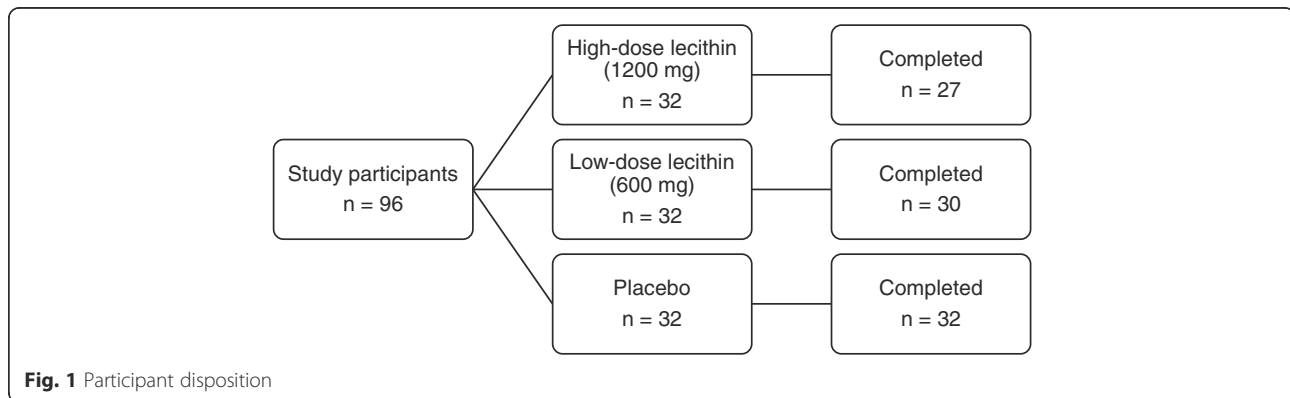 Study participants
n = 96
High-dose lecithin
(1200 mg)
n = 32
Completed
n = 27
Low-dose lecithin
(600 mg)
n = 32
Completed
n = 30
Placebo
n = 32
Completed
n = 32
Fig. 1 Participant disposition